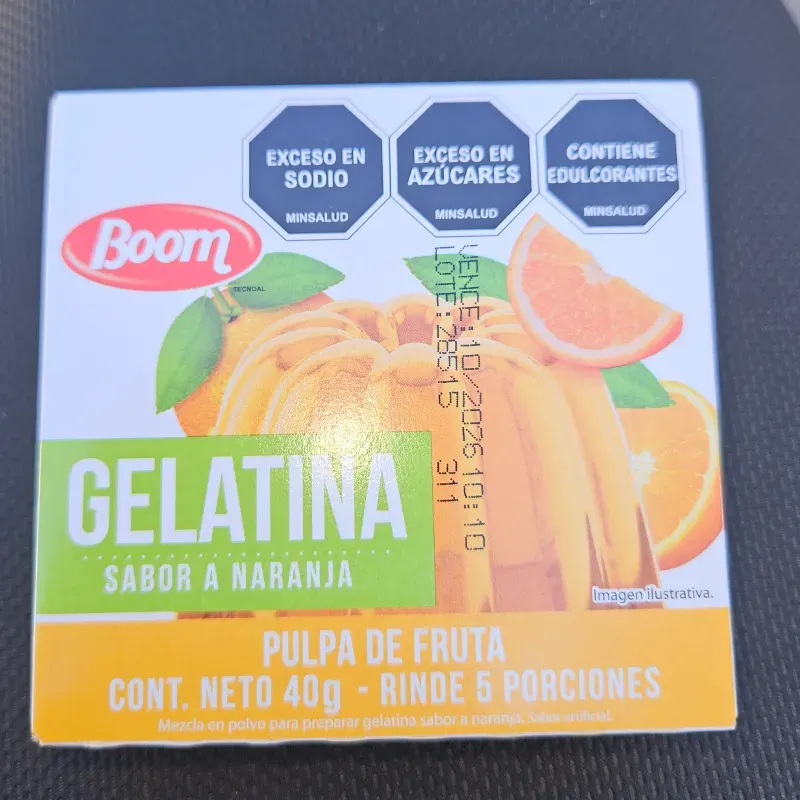 EXCESO EN
SODIO
MINSALUD
EXCESO EN
AZÚCARES
MINSALUD
CONTIENE
EDULCORANTES
MINSALUD
Boom
TECNOAL
VENCE:10/2026 10:10
LOTE:28515 311
GELATINA
SABOR A NARANJA
Imagen ilustrativa.
PULPA DE FRUTA
CONT. NETO 40g - RINDE 5 PORCIONES
Mezcla en polvo para preparar gelatina sabor a naranja. Sabor artificial.